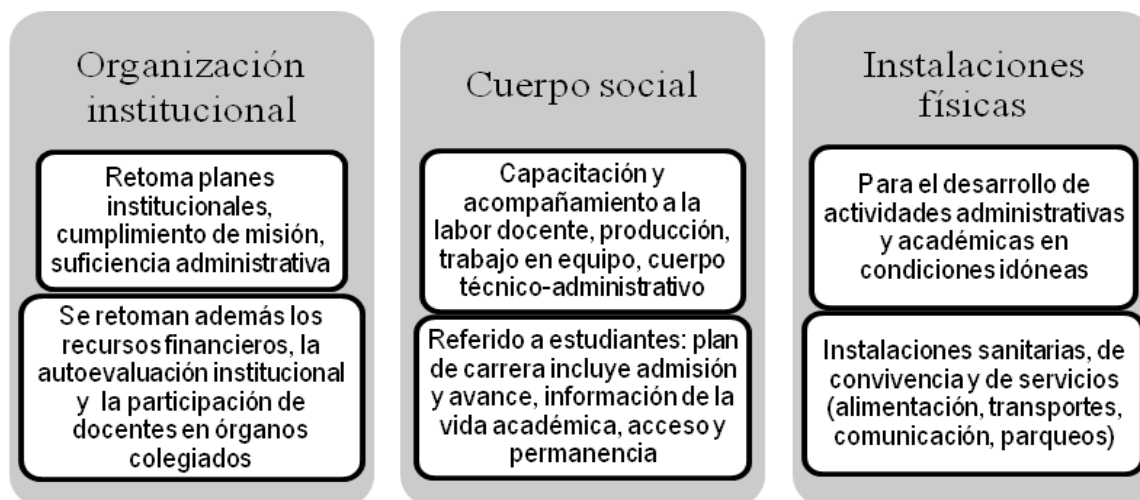 Organización
institucional
Retoma planes
institucionales,
cumplimiento de misión,
suficiencia administrativa
Se retoman además los
recursos financieros, la
autoevaluación institucional
y la participación de
docentes en órganos
colegiados
Cuerpo social
Capacitación y
acompañamiento a la
labor docente, producción,
trabajo en equipo, cuerpo
técnico-administrativo
Referido a estudiantes: plan
de carrera incluye admisión
y avance, información de la
vida académica, acceso y
permanencia
Instalaciones
físicas
Para el desarrollo de
actividades administrativas
y académicas en
condiciones idóneas
Instalaciones sanitarias, de
convivencia y de servicios
(alimentación, transportes,
comunicación, parqueos)